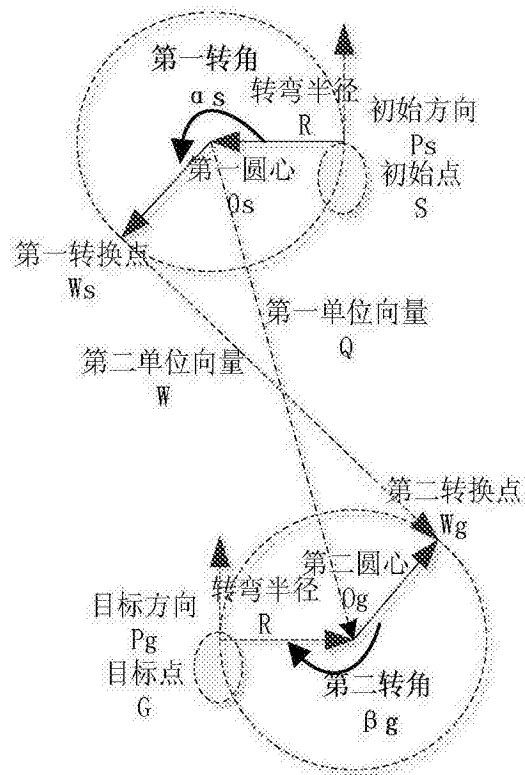 第一转角
αs
转弯半径
R
初始方向
Ps
初始点
S
第一圆心
Os
第一转换点
Ws
第一单位向量
Q
第二单位向量
W
第二转换点
Wg
第二圆心
Og
转弯半径
R
目标方向
Pg
目标点
G
第二转角
βg